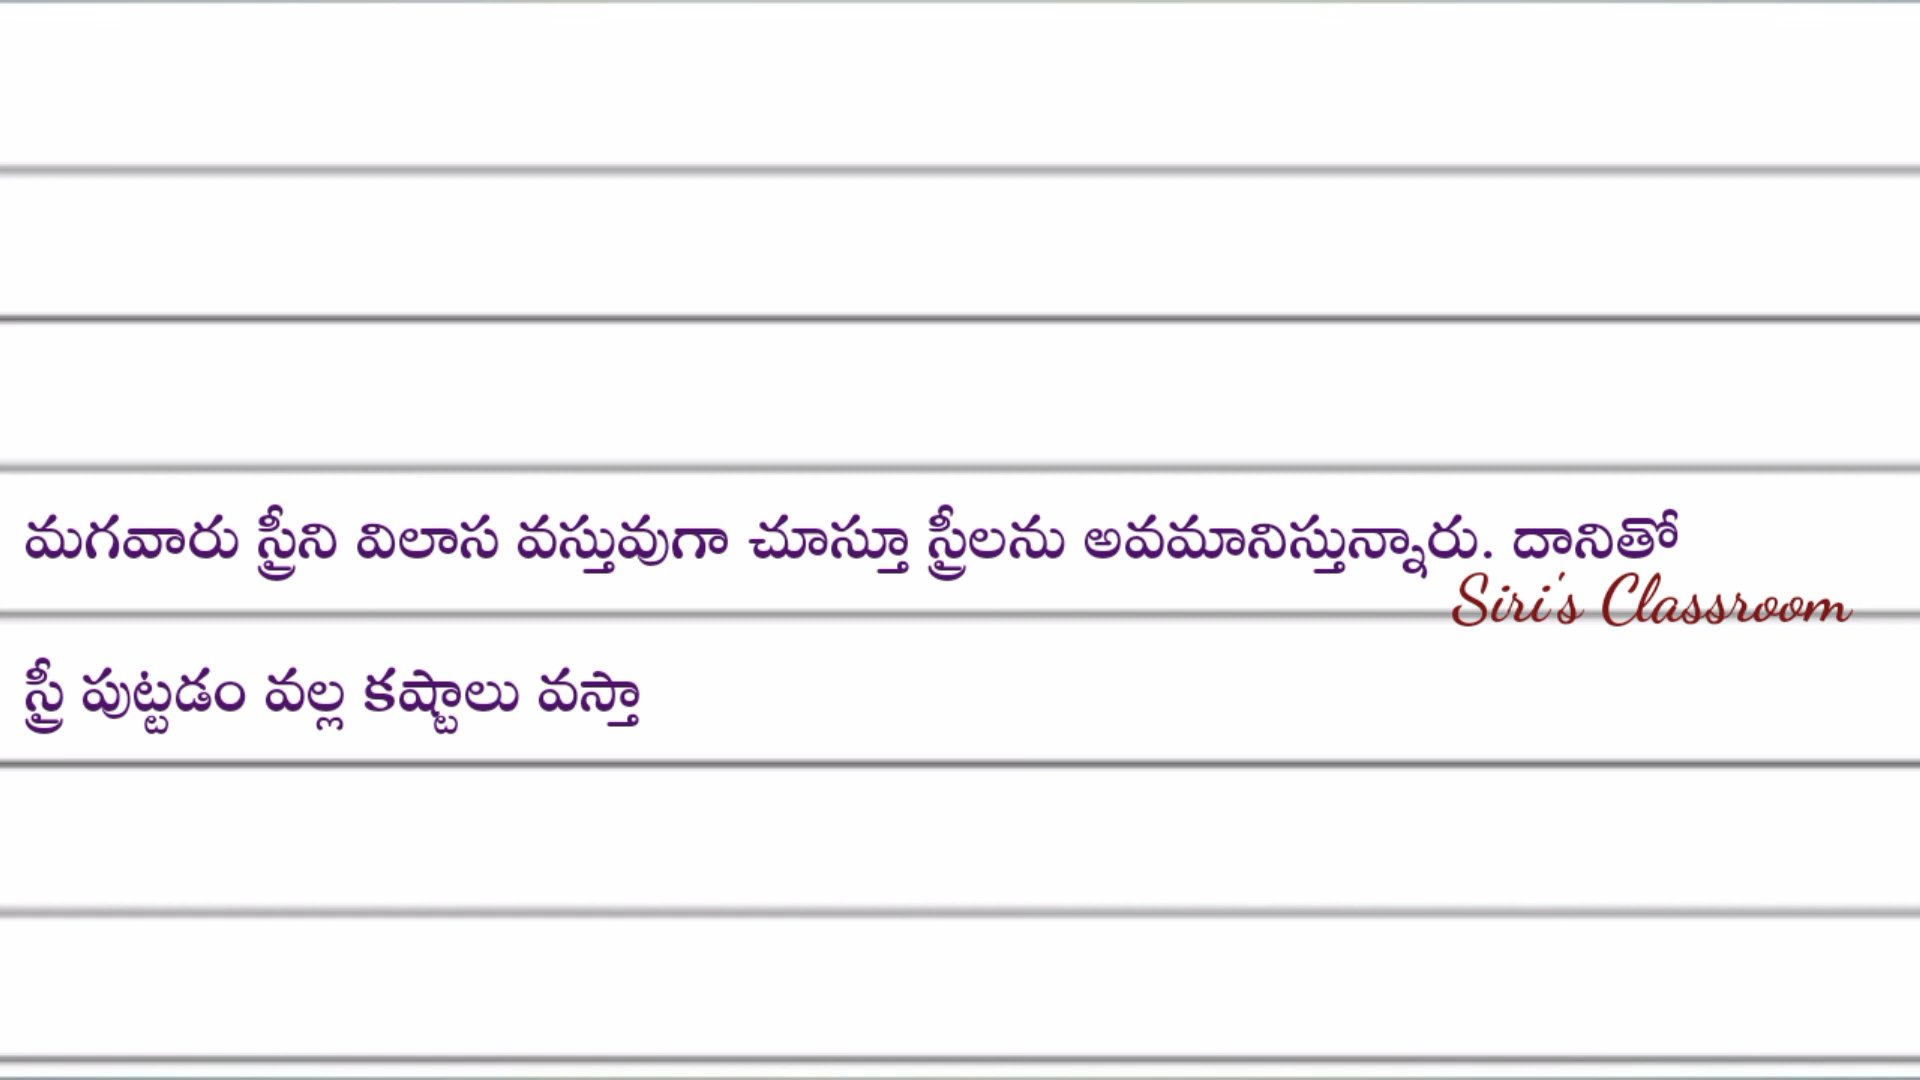 మగవారు స్త్రీని విలాస వస్తువుగా చూస్తూ స్త్రీలను అవమానిస్తున్నారు. దానితో
Siri's Classroom
స్త్రీ పుట్టడం వల్ల కష్టాలు వస్తా